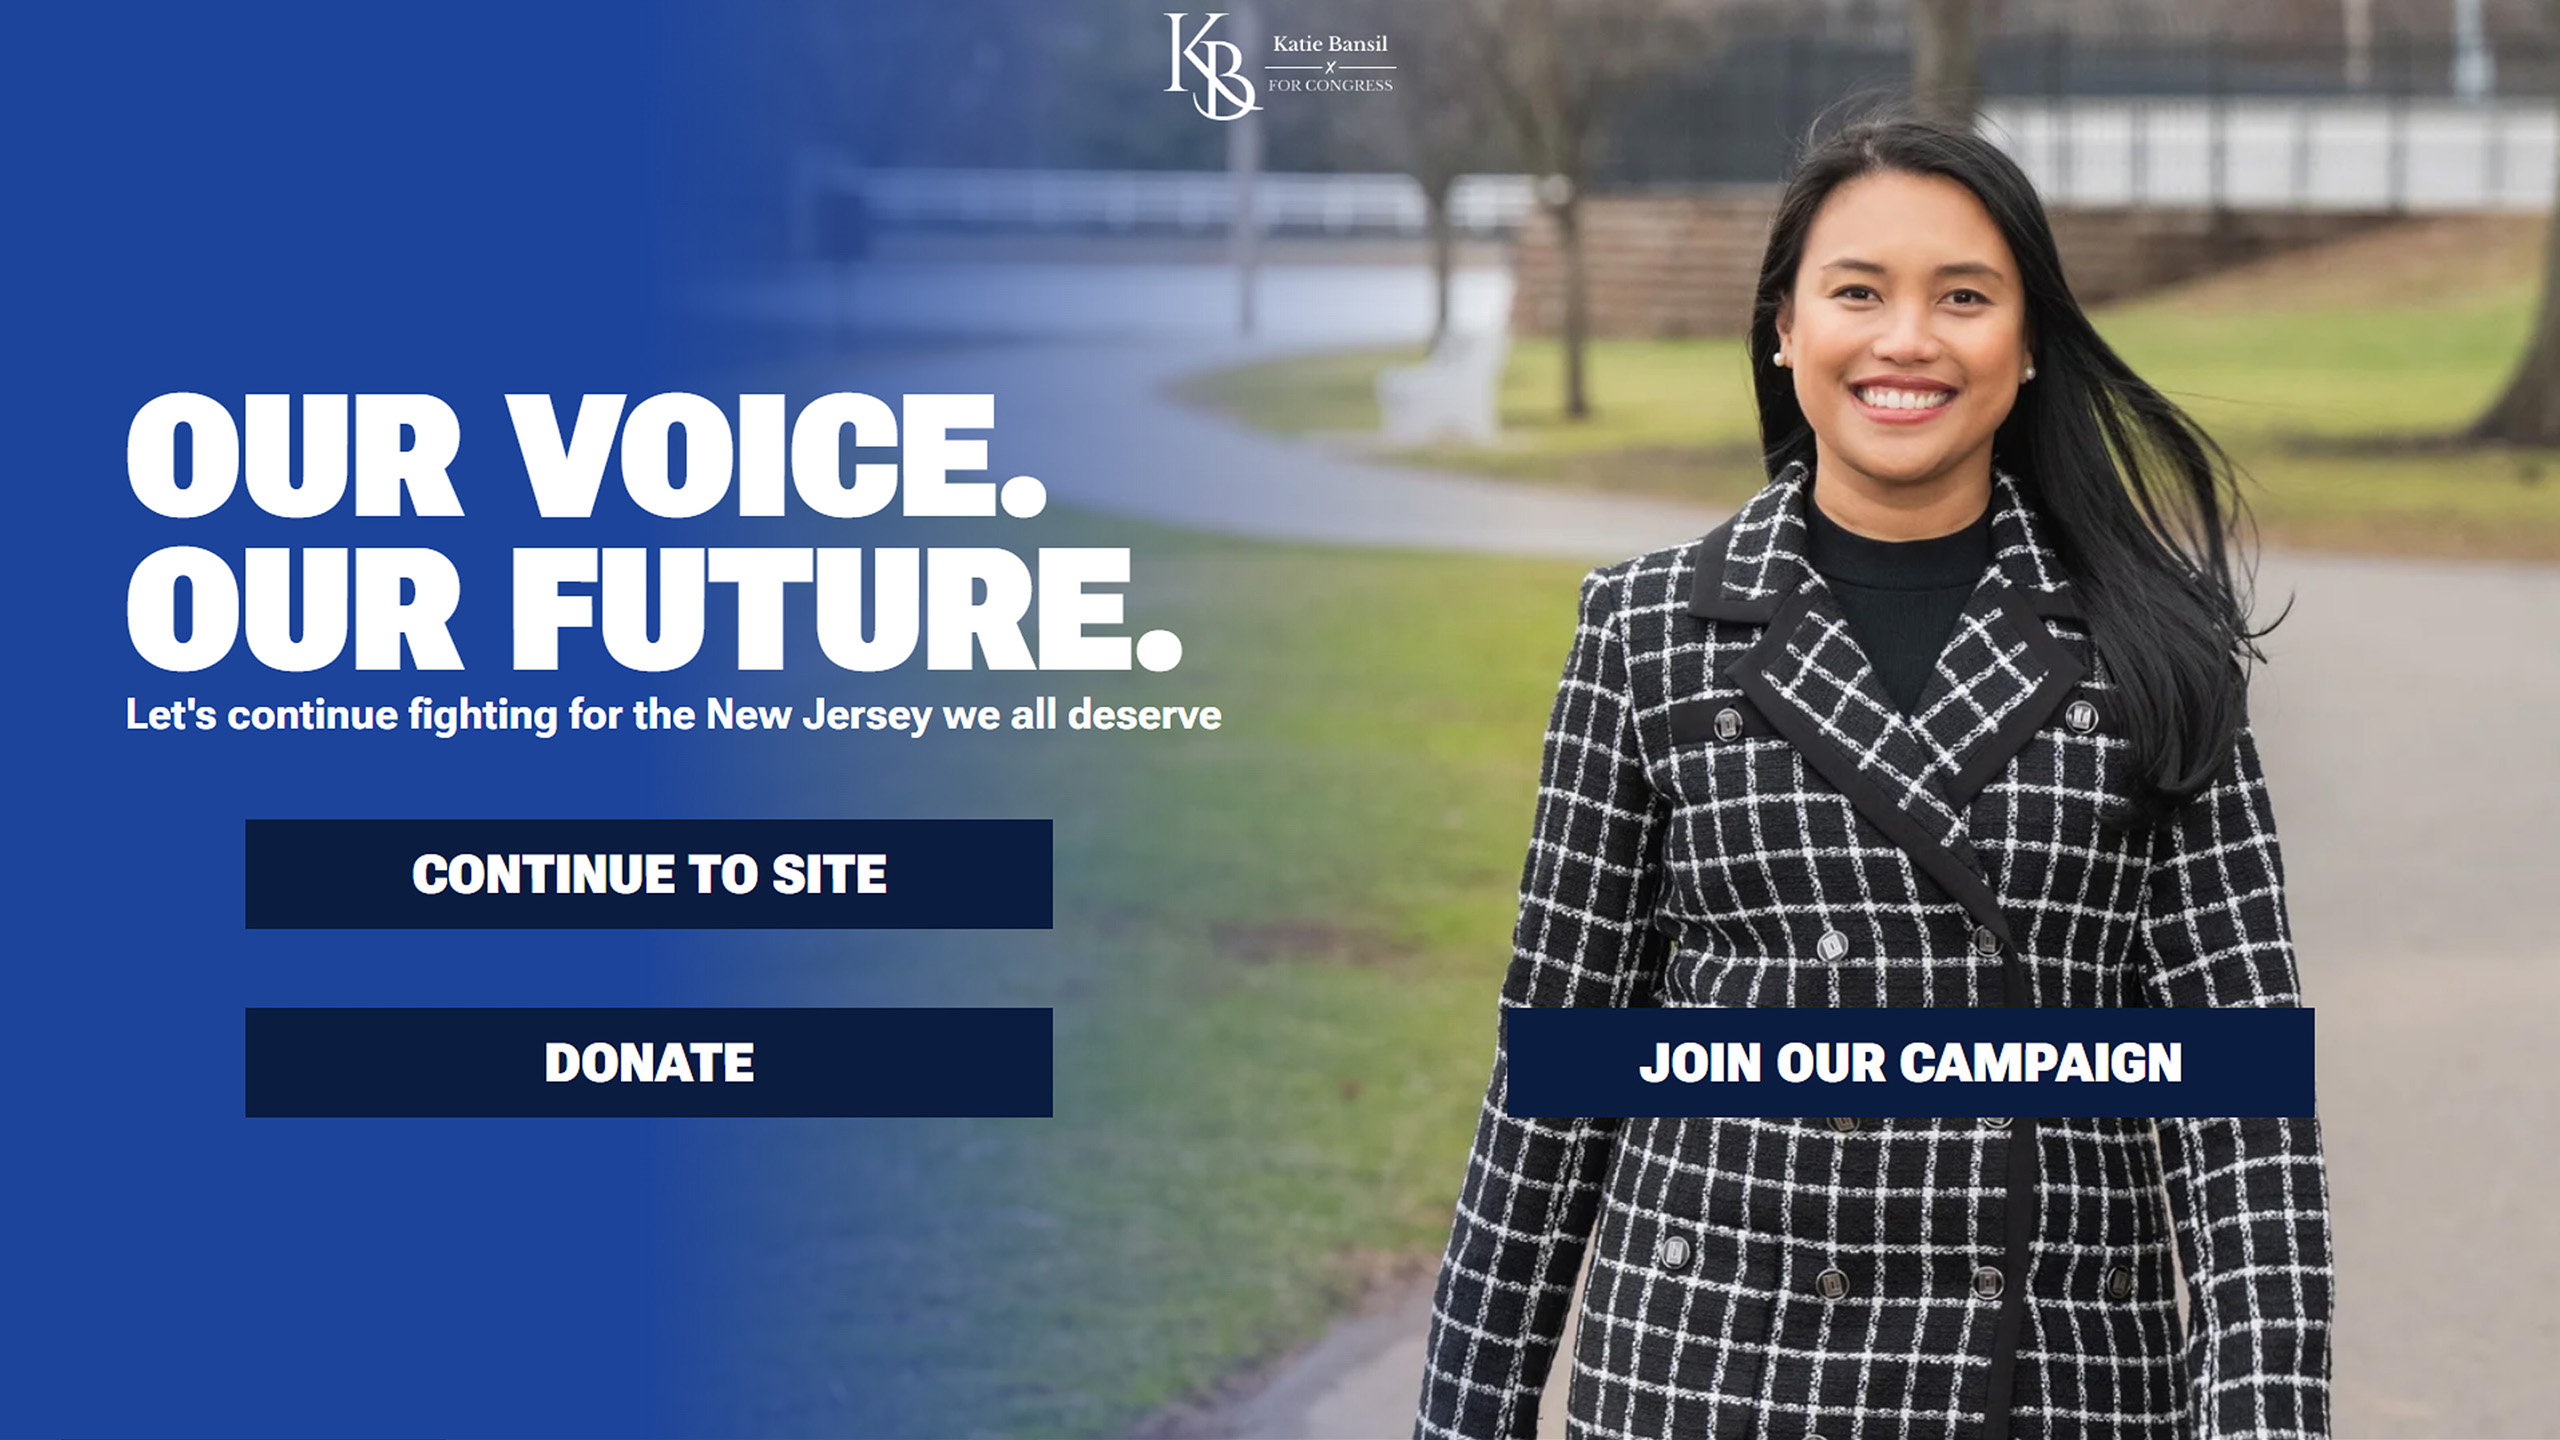 KB
Katie Bansil
FOR CONGRESS
OUR VOICE.
OUR FUTURE.
Let's continue fighting for the New Jersey we all deserve
CONTINUE TO SITE
DONATE
JOIN OUR CAMPAIGN